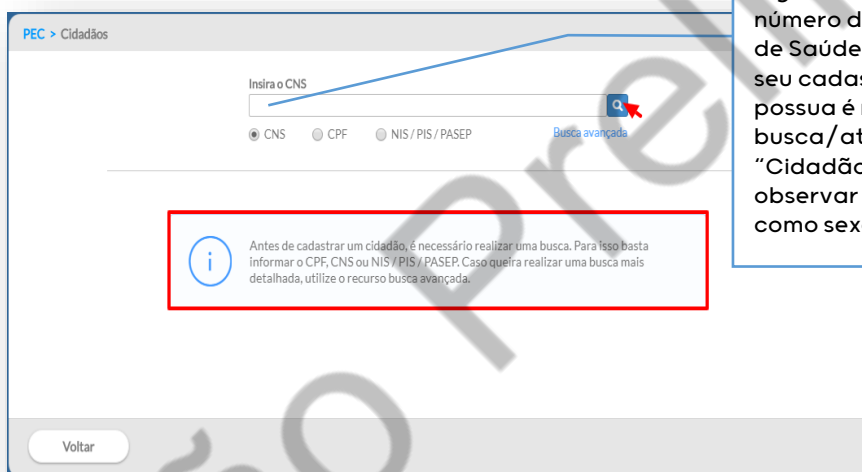 PEC > Cidadãos
Insira o CNS
CNS CPF NIS / PIS / PASEP Busca avançada
Antes de cadastrar um cidadão, é necessário realizar uma busca. Para isso basta
informar o CPF, CNS ou NIS / PIS / PASEP. Caso queira realizar uma busca mais
detalhada, utilize o recurso busca avançada.
Voltar
número d
de Saúde
seu cadas
possua é
busca/at
"Cidadão
observar
como sex